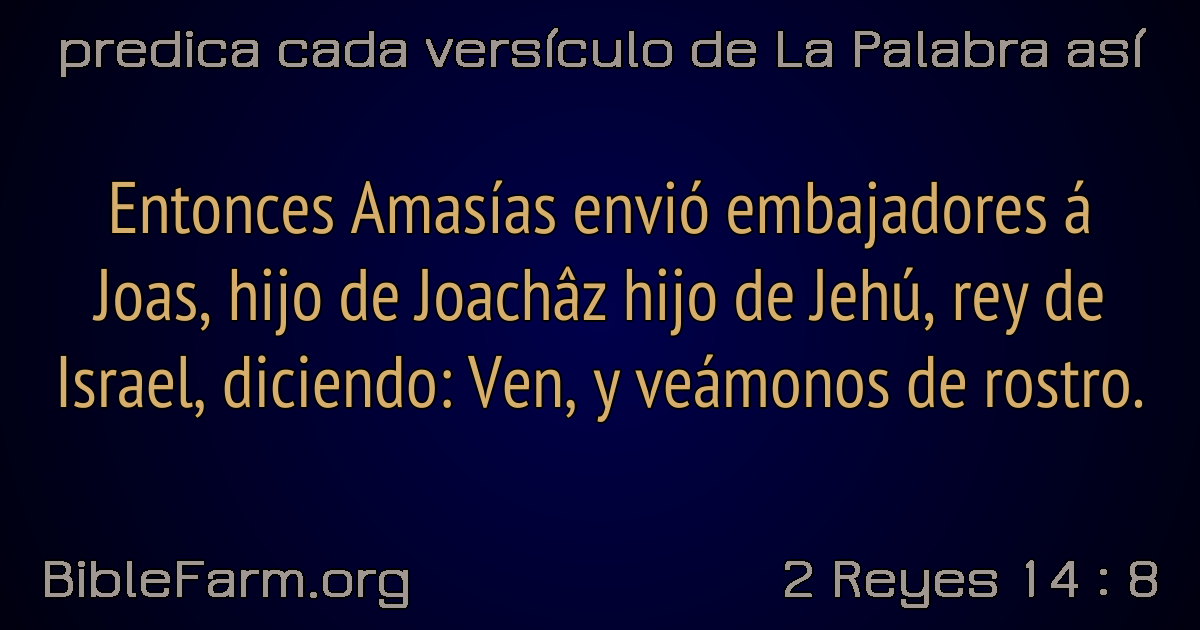 predica cada versículo de La Palabra así
Entonces Amasías envió embajadores á
Joas, hijo de Joachâz hijo de Jehú, rey de
Israel, diciendo: Ven, y veámonos de rostro.
BibleFarm.org
2 Reyes 14 : 8